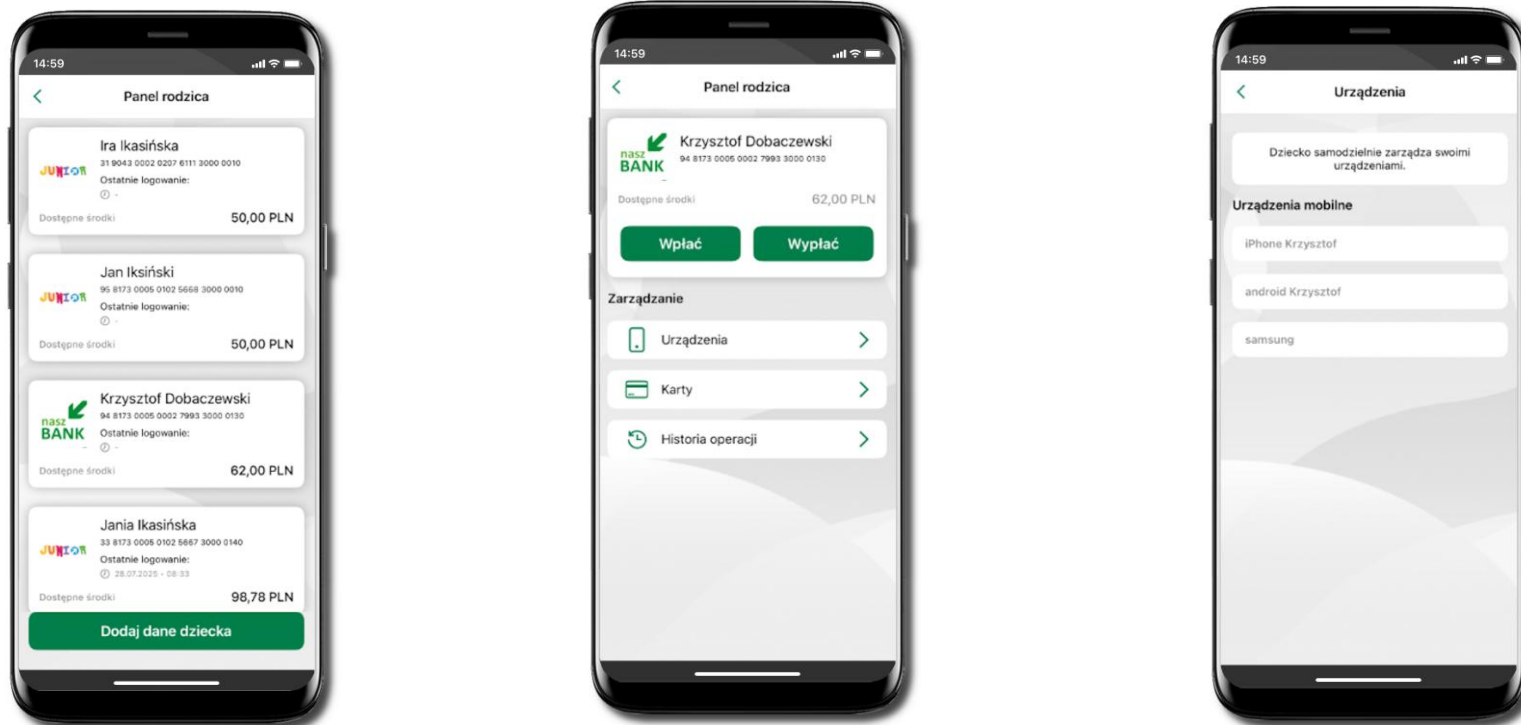 14:59
Panel rodzica
JUNIOR
Ira Ikasińska
31 9043 0002 0207 6111 3000 0010
Ostatnie logowanie:
-
Dostępne środki
50,00 PLN
JUNIOR
Jan Iksiński
95 8173 0005 0102 5668 3000 0010
Ostatnie logowanie:
-
Dostępne środki
50,00 PLN
nasz
BANK
Krzysztof Dobaczewski
94 8173 0005 0002 7993 3000 0130
Ostatnie logowanie:
-
Dostępne środki
62,00 PLN
JUNIOR
Jania Ikasińska
33 8173 0005 0102 5667 3000 0140
Ostatnie logowanie:
28.07.2025 - 08:33
Dostępne środki
98,78 PLN
Dodaj dane dziecka
14:59
Panel rodzica
nasz
BANK
Krzysztof Dobaczewski
94 8173 0005 0002 7993 3000 0130
Dostępne środki
62,00 PLN
Wpłać
Wypłać
Zarządzanie
Urządzenia
Karty
Historia operacji
14:59
Urządzenia
Dziecko samodzielnie zarządza swoimi
urządzeniami.
Urządzenia mobilne
iPhone Krzysztof
android Krzysztof
samsung